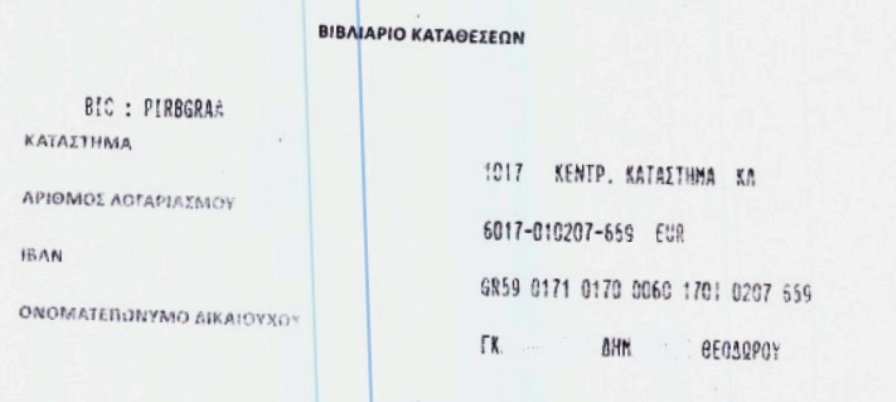 ΒΙΒΛΙΑΡΙΟ ΚΑΤΑΘΕΣΕΩΝ
BIC : PIRBGRAA
ΚΑΤΑΣΤΗΜΑ
1017 ΚΕΝΤΡ. ΚΑΤΑΣΤΗΜΑ ΚΛ
ΑΡΙΘΜΟΣ ΛΟΓΑΡΙΑΣΜΟΥ
6017-010207-659 EUR
IBAN
GR59 0171 0170 0060 1701 0207 659
ΟΝΟΜΑΤΕΠΩΝΥΜΟ ΔΙΚΑΙΟΥΧΟΥ
ΓΚ. ΔΗΜ ΘΕΟΔΩΡΟΥ